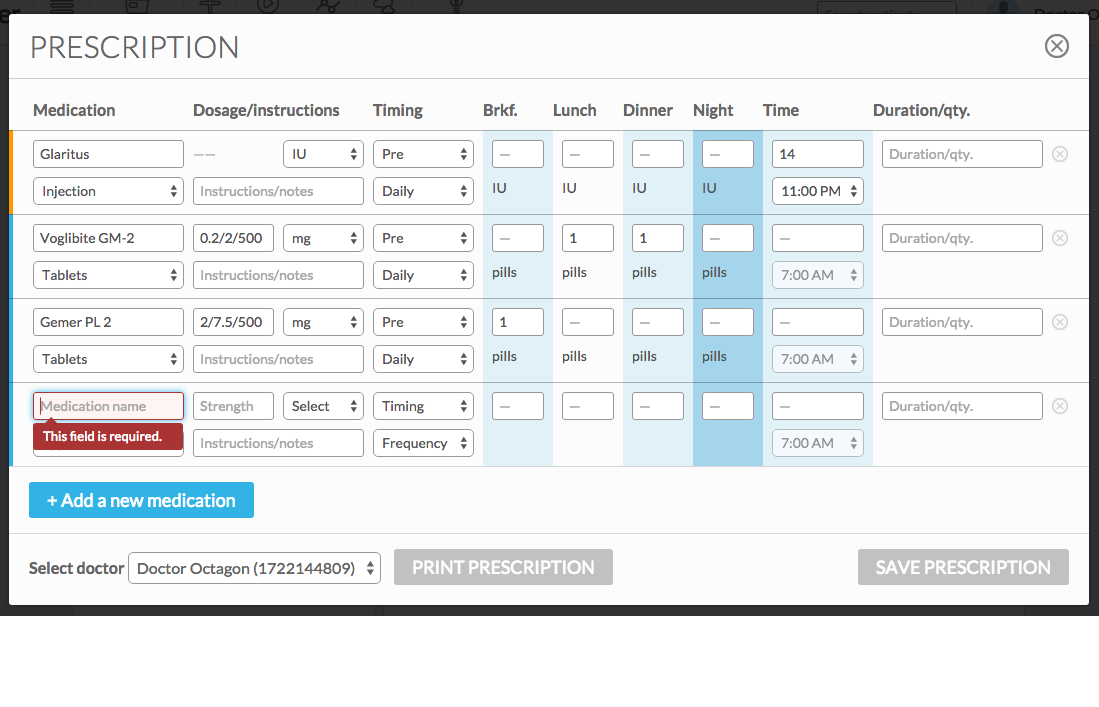 PRESCRIPTION
Medication Dosage/instructions Timing Brkf. Lunch Dinner Night Time Duration/qty.
Glaritus —— IU Pre — — — — 14 Duration/qty.
Injection Instructions/notes Daily IU IU IU IU 11:00 PM
Voglibite GM-2 0.2/2/500 mg Pre — 1 1 — — Duration/qty.
Tablets Instructions/notes Daily pills pills pills pills 7:00 AM
Gemer PL 2 2/7.5/500 mg Pre 1 — — — — Duration/qty.
Tablets Instructions/notes Daily pills pills pills pills 7:00 AM
Medication name Strength Select Timing — — — — — Duration/qty.
This field is required. Instructions/notes Frequency 7:00 AM
+ Add a new medication
Select doctor Doctor Octagon (1722144809) PRINT PRESCRIPTION SAVE PRESCRIPTION